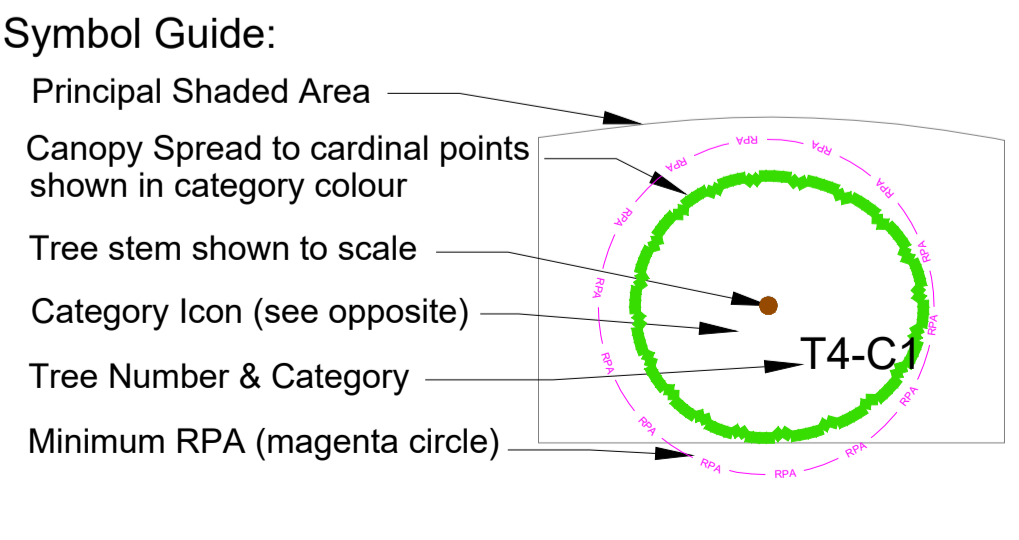 Symbol Guide:
Principal Shaded Area
Canopy Spread to cardinal points
shown in category colour
Tree stem shown to scale
Category Icon (see opposite)
Tree Number & Category
Minimum RPA (magenta circle)
RPA
RPA
RPA
RPA
RPA
RPA
RPA
RPA
RPA
T4-C1
RPA
RPA
RPA
RPA
RPA
RPA